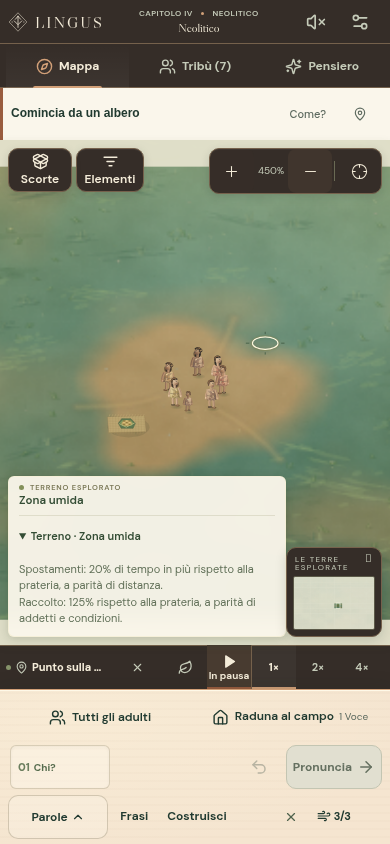 LINGUS
CAPITOLO IV • NEOLITICO
Neolitico
Mappa
Tribù (7)
Pensiero
Comincia da un albero
Come?
Scorte
Elementi
450%
TERRENO ESPLORATO
Zona umida
▼ Terreno · Zona umida
Spostamenti: 20% di tempo in più rispetto alla
prateria, a parità di distanza.
Raccolto: 125% rispetto alla prateria, a parità di
addetti e condizioni.
LE TERRE
ESPLORATE
Punto sulla ...
In pausa
1×
2×
4×
Tutti gli adulti
Raduna al campo 1 Voce
01 Chi?
Pronuncia
Parole
Frasi
Costruisci
3/3